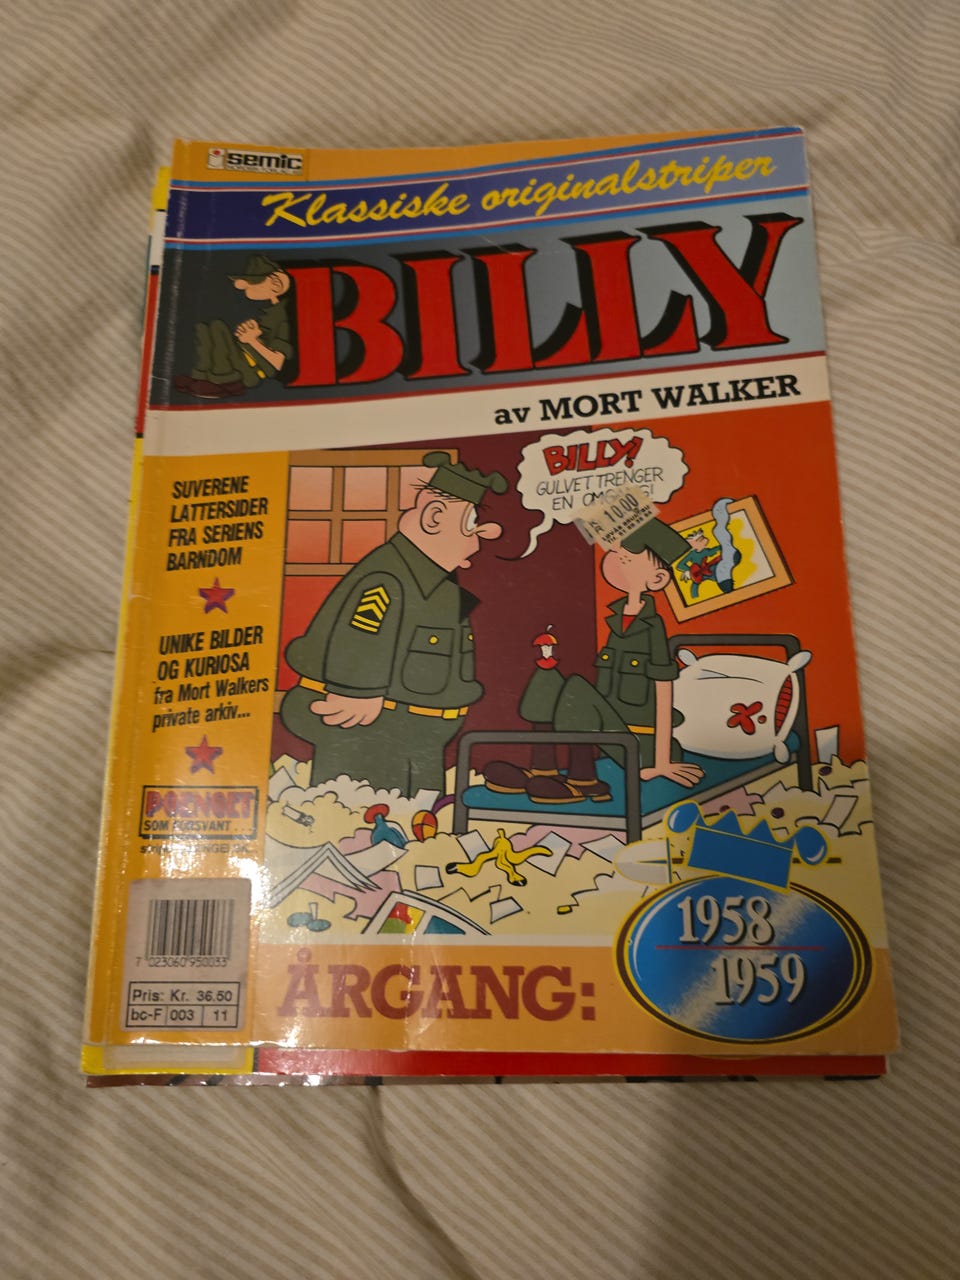 semic
Klassiske originalstriper
BILLY
av MORT WALKER
BILLY!
GULVET TRENGER
EN
10.00
SUVERENE
LATTERSIDER
FRA SERIENS
BARNDOM
UNIKE BILDER
OG KURIOSA
fra Mort Walkers
private arkiv...
SOM
7 023060 950033
Pris: Kr. 36.50
bc-F 003 11
ÅRGANG:
1958
1959